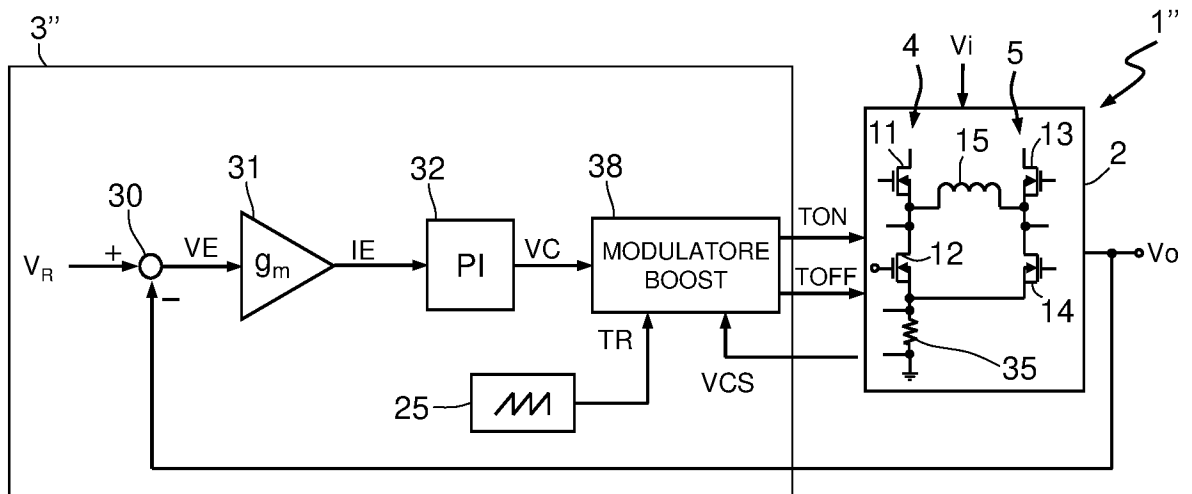 3"
4
Vi
5
1"
11
15
13
2
30
31
32
38
TON
V_R
+
VE
g_m
IE
PI
VC
MODULATORE
BOOST
12
Vo
−
TOFF
14
TR
VCS
35
25